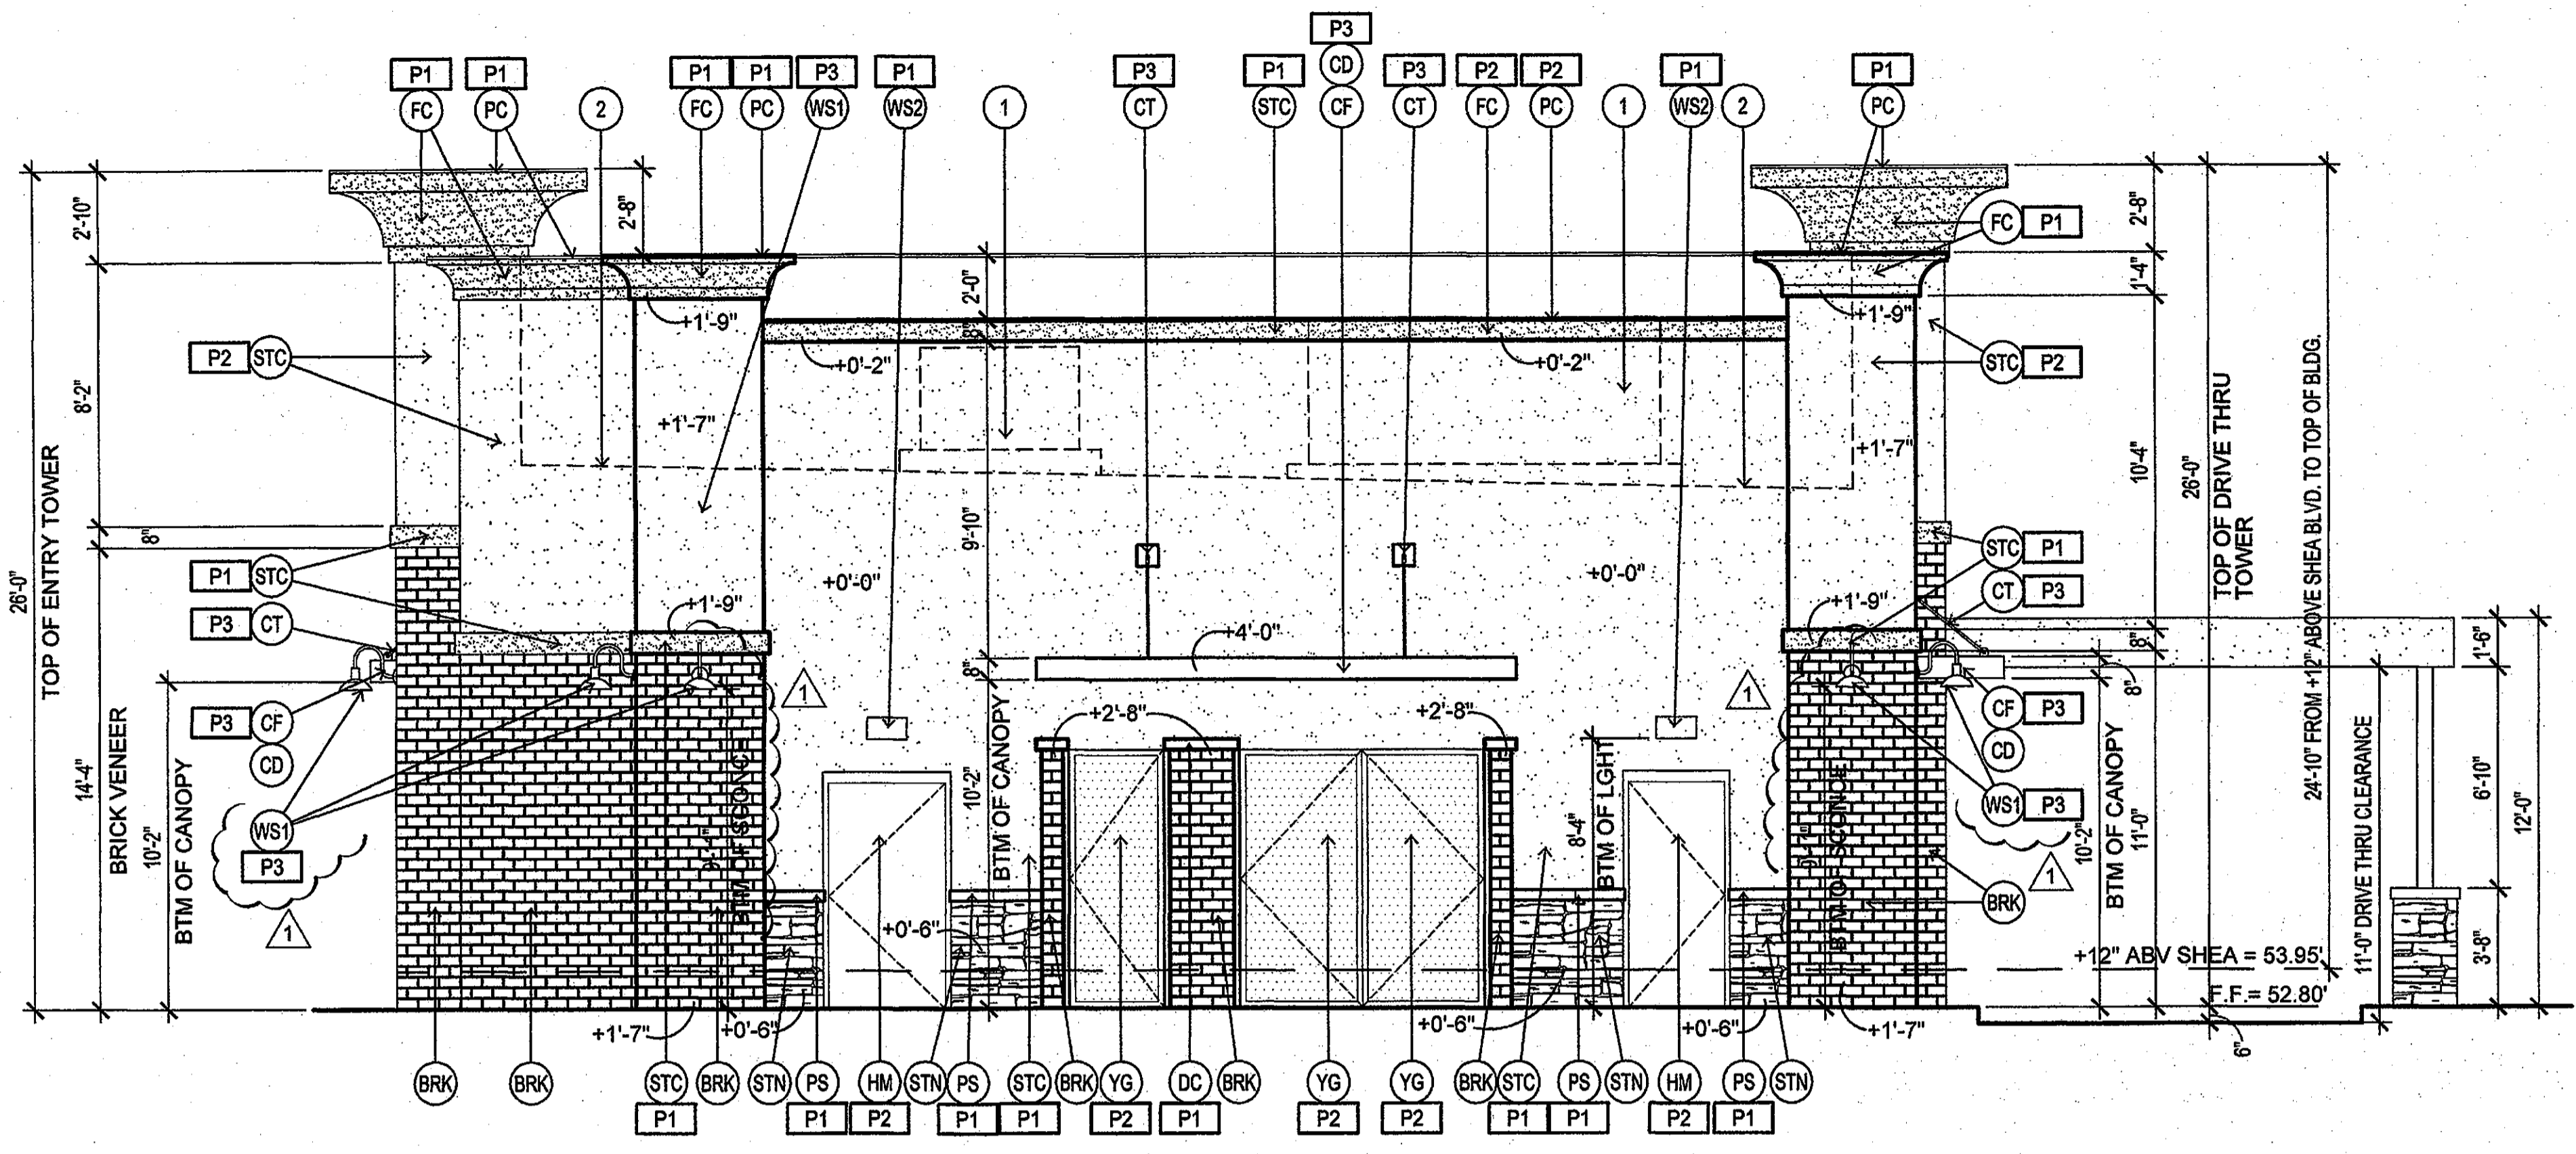 P3
P1 P1 P1 P1 P3 P1 P3 P1 CD P3 P2 P2 P1 P1
FC PC 2 FC PC WS1 WS2 1 CT STC CF CT FC PC 1 WS2 2 PC
2'-10" 2'-8" 2'-8"
FC P1
2'-0" 1'-4"
+1'-9" +1'-9"
8"
+0'-2" +0'-2"
P2 STC STC P2
8'-2"
+1'-7" +1'-7"
10'-4"
26'-0"
TOP OF DRIVE THRU
TOWER
24'-10" FROM +12" ABOVE SHEA BLVD. TO TOP OF BLDG.
9'-10"
8"
STC P1
26'-0"
TOP OF ENTRY TOWER
P1 STC
+0'-0" +0'-0"
CT P3
P3 CT
+1'-9" +1'-9"
+4'-0"
8" 8" 1'-6"
8"
1 1
P3 CF CF P3
CD CD
+2'-8" +2'-8"
14'-4"
BRICK VENEER
10'-2"
BTM OF CANOPY
BTM OF SCONCE
9'-4"
10'-2"
BTM OF CANOPY
8'-4"
BTM OF LGHT
BTM OF SCONCE
10'-2"
BTM OF CANOPY
11'-0"
11'-0" DRIVE THRU CLEARANCE
6'-10"
12'-0"
WS1 WS1 P3
P3
1 1
BRK
+0'-6"
+12" ABV SHEA = 53.95'
3'-8"
F.F.= 52.80'
+1'-7" +0'-6" +0'-6" +0'-6" +1'-7"
6"
BRK BRK STC BRK STN PS HM STN PS STC BRK YG DC BRK YG YG BRK STC PS STN HM PS STN
P1 P1 P2 P1 P1 P2 P1 P2 P2 P1 P1 P2 P1